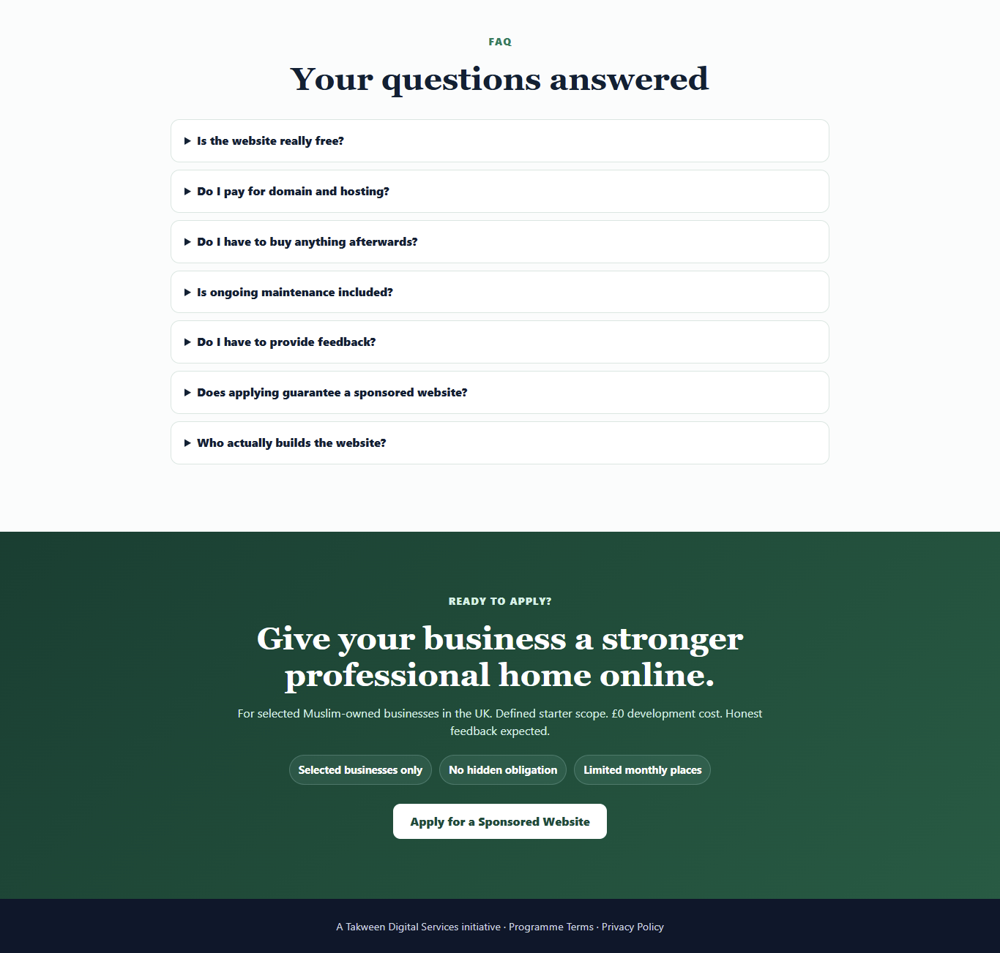 FAQ
Your questions answered
Is the website really free?
Do I pay for domain and hosting?
Do I have to buy anything afterwards?
Is ongoing maintenance included?
Do I have to provide feedback?
Does applying guarantee a sponsored website?
Who actually builds the website?
READY TO APPLY?
Give your business a stronger
professional home online.
For selected Muslim-owned businesses in the UK. Defined starter scope. £0 development cost. Honest
feedback expected.
Selected businesses only
No hidden obligation
Limited monthly places
Apply for a Sponsored Website
A Takween Digital Services initiative · Programme Terms · Privacy Policy